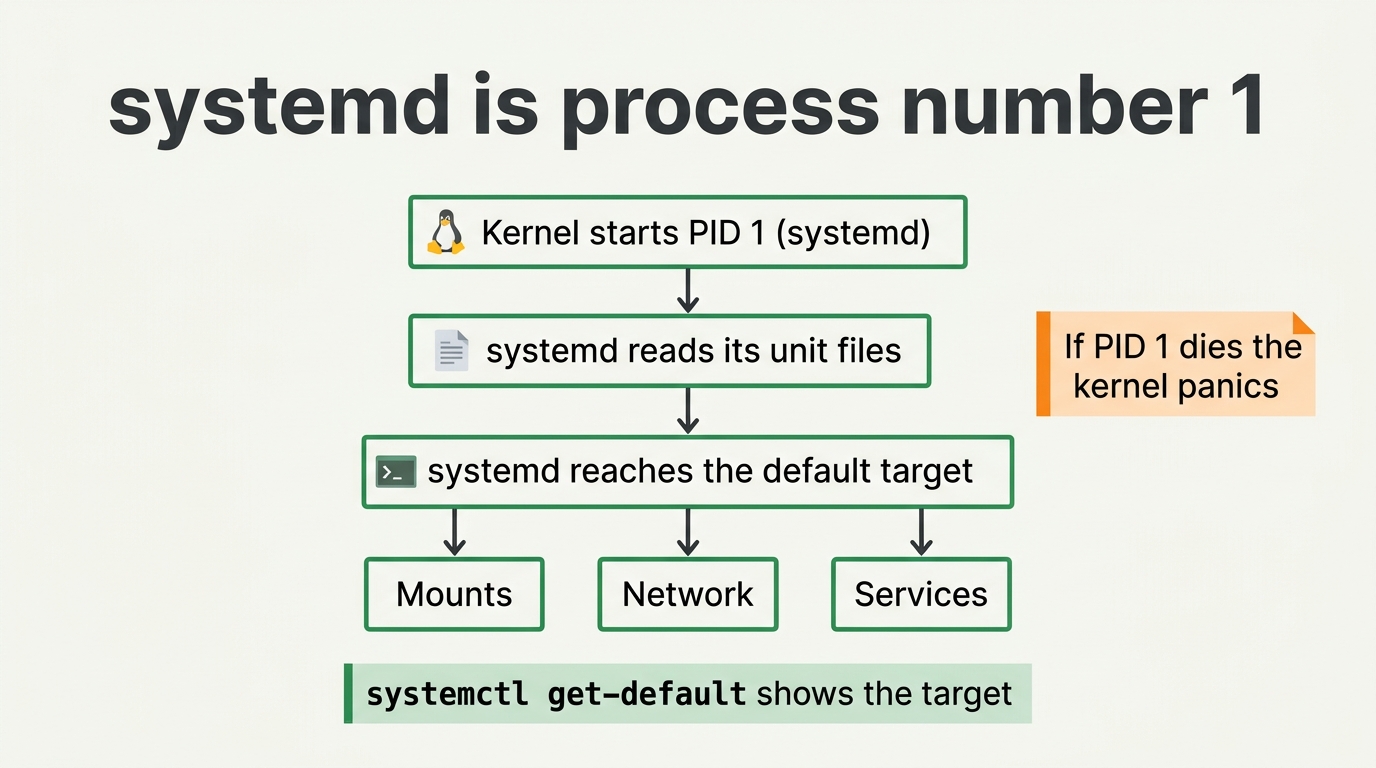 systemd is process number 1
Kernel starts PID 1 (systemd)
systemd reads its unit files
If PID 1 dies the
kernel panics
systemd reaches the default target
Mounts
Network
Services
systemctl get-default shows the target